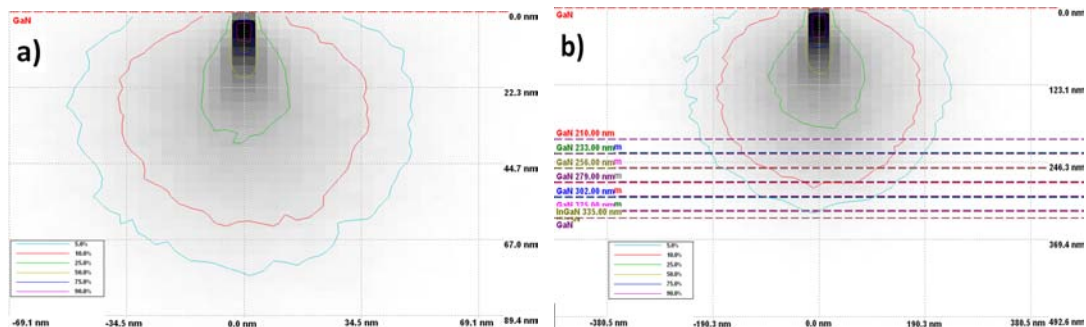 GaN
0.0 nm
a)
22.3 nm
44.7 nm
67.0 nm
5.0%
10.0%
25.0%
50.0%
75.0%
90.0%
-69.1 nm
-34.5 nm
0.0 nm
34.5 nm
69.1 nm
89.4 nm
GaN
0.0 nm
b)
123.1 nm
GaN 210.00 nm
GaN 233.00 nm
GaN 256.00 nm
246.3 nm
GaN 279.00 nm
GaN 302.00 nm
InGaN 335.00 nm
GaN
369.4 nm
5.0%
10.0%
25.0%
50.0%
75.0%
90.0%
-380.5 nm
-190.3 nm
0.0 nm
190.3 nm
380.5 nm
492.6 nm